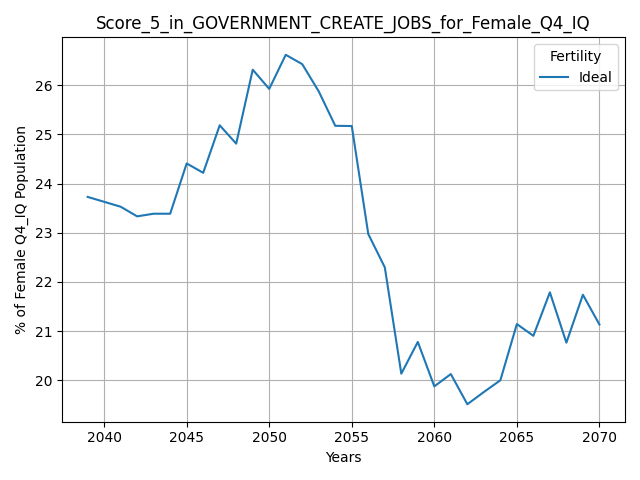 Score_5_in_GOVERNMENT_CREATE_JOBS_for_Female_Q4_IQ
Fertility
Ideal
% of Female Q4_IQ Population
26
25
24
23
22
21
20
2040 2045 2050 2055 2060 2065 2070
Years